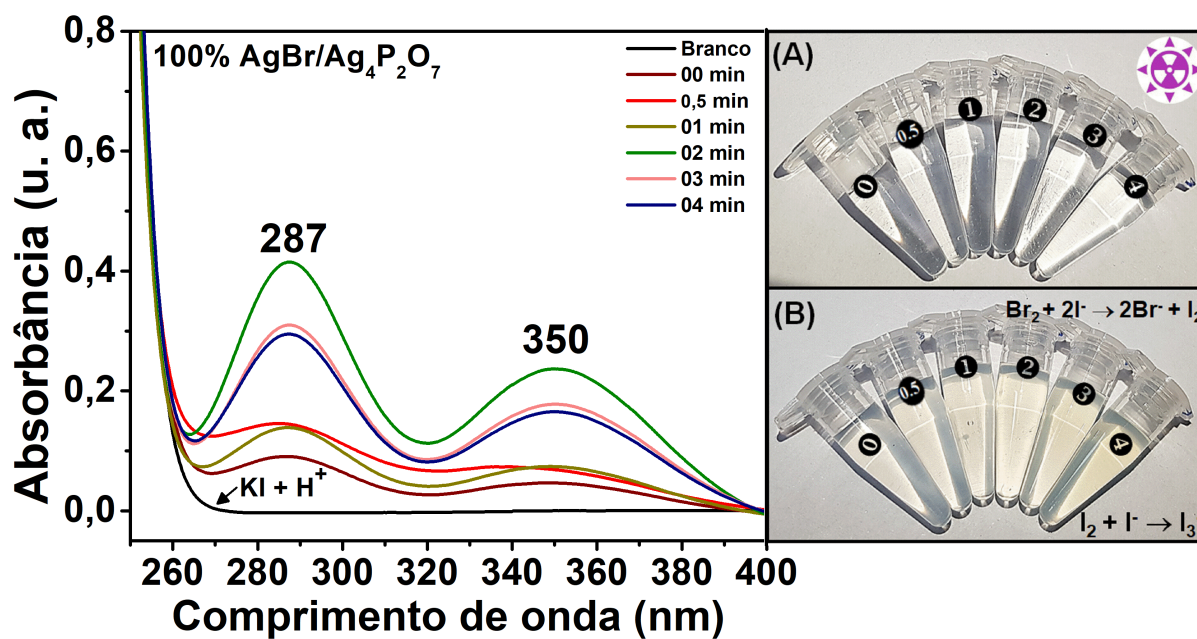 0,8
0,6
0,4
0,2
0,0
Absorbância (u. a.)
100% AgBr/Ag₄P₂O₇
Branco
00 min
0,5 min
01 min
02 min
03 min
04 min
287
350
KI + H⁺
260 280 300 320 340 360 380 400
Comprimento de onda (nm)
(A)
0
0.5
1
2
3
4
(B)
Br₂ + 2I⁻ → 2Br⁻ + I₂
0
0.5
1
2
3
4
I₂ + I⁻ → I₃